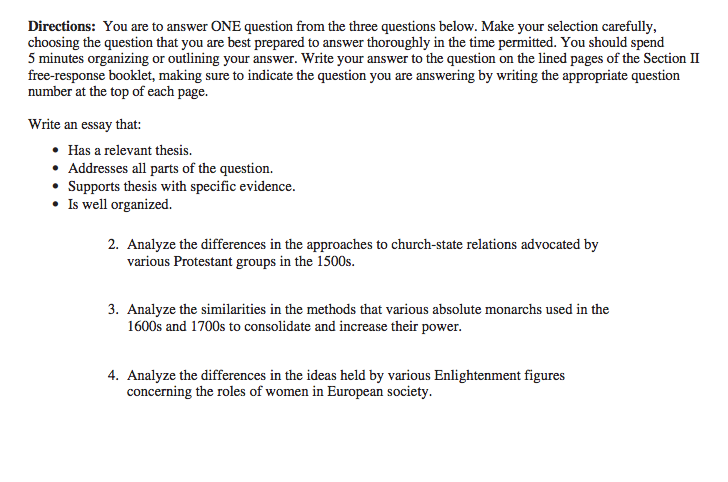 Directions: You are to answer ONE question from the three questions below. Make your selection carefully,
choosing the question that you are best prepared to answer thoroughly in the time permitted. You should spend
5 minutes organizing or outlining your answer. Write your answer to the question on the lined pages of the Section II
free-response booklet, making sure to indicate the question you are answering by writing the appropriate question
number at the top of each page.
Write an essay that:
• Has a relevant thesis.
• Addresses all parts of the question.
• Supports thesis with specific evidence.
• Is well organized.
2. Analyze the differences in the approaches to church-state relations advocated by
various Protestant groups in the 1500s.
3. Analyze the similarities in the methods that various absolute monarchs used in the
1600s and 1700s to consolidate and increase their power.
4. Analyze the differences in the ideas held by various Enlightenment figures
concerning the roles of women in European society.